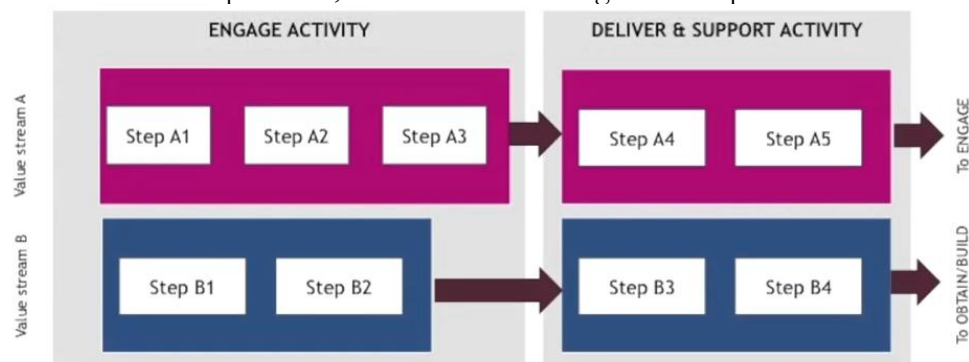 ENGAGE ACTIVITY
DELIVER & SUPPORT ACTIVITY
Value stream A
Step A1
Step A2
Step A3
Step A4
Step A5
To ENGAGE
Value stream B
Step B1
Step B2
Step B3
Step B4
To OBTAIN/BUILD